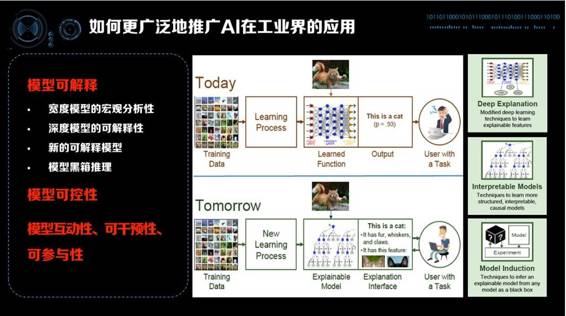 如何更广泛地推广AI在工业界的应用
模型可解释
• 宽度模型的宏观分析性
• 深度模型的可解释性
• 新的可解释模型
• 模型黑箱推理
模型可控性
模型互动性、可干预性、
可参与性
Today
Training
Data
Learning
Process
Learned
Function
This is a cat
(p = .93)
Output
User with
a Task
Tomorrow
Training
Data
New
Learning
Process
Explainable
Model
This is a cat:
•It has fur, whiskers,
and claws.
•It has this feature:
Explanation
Interface
User with
a Task
Deep Explanation
Modified deep learning
techniques to learn
explainable features
Interpretable Models
Techniques to learn more
structured, interpretable,
causal models
Model
Experiment
Model Induction
Techniques to infer an
explainable model from any
model as a black box